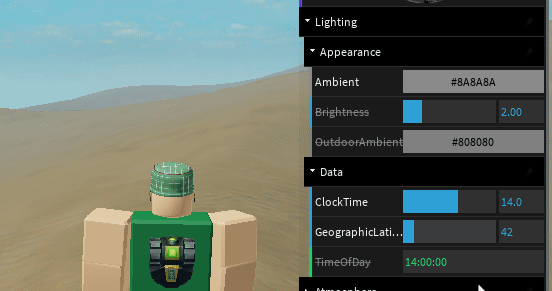 Lighting
Appearance
Ambient #8A8A8A
Brightness 2.00
OutdoorAmbient #808080
Data
ClockTime 14.0
GeographicLati... 42
TimeOfDay 14:00:00
Atmosphere